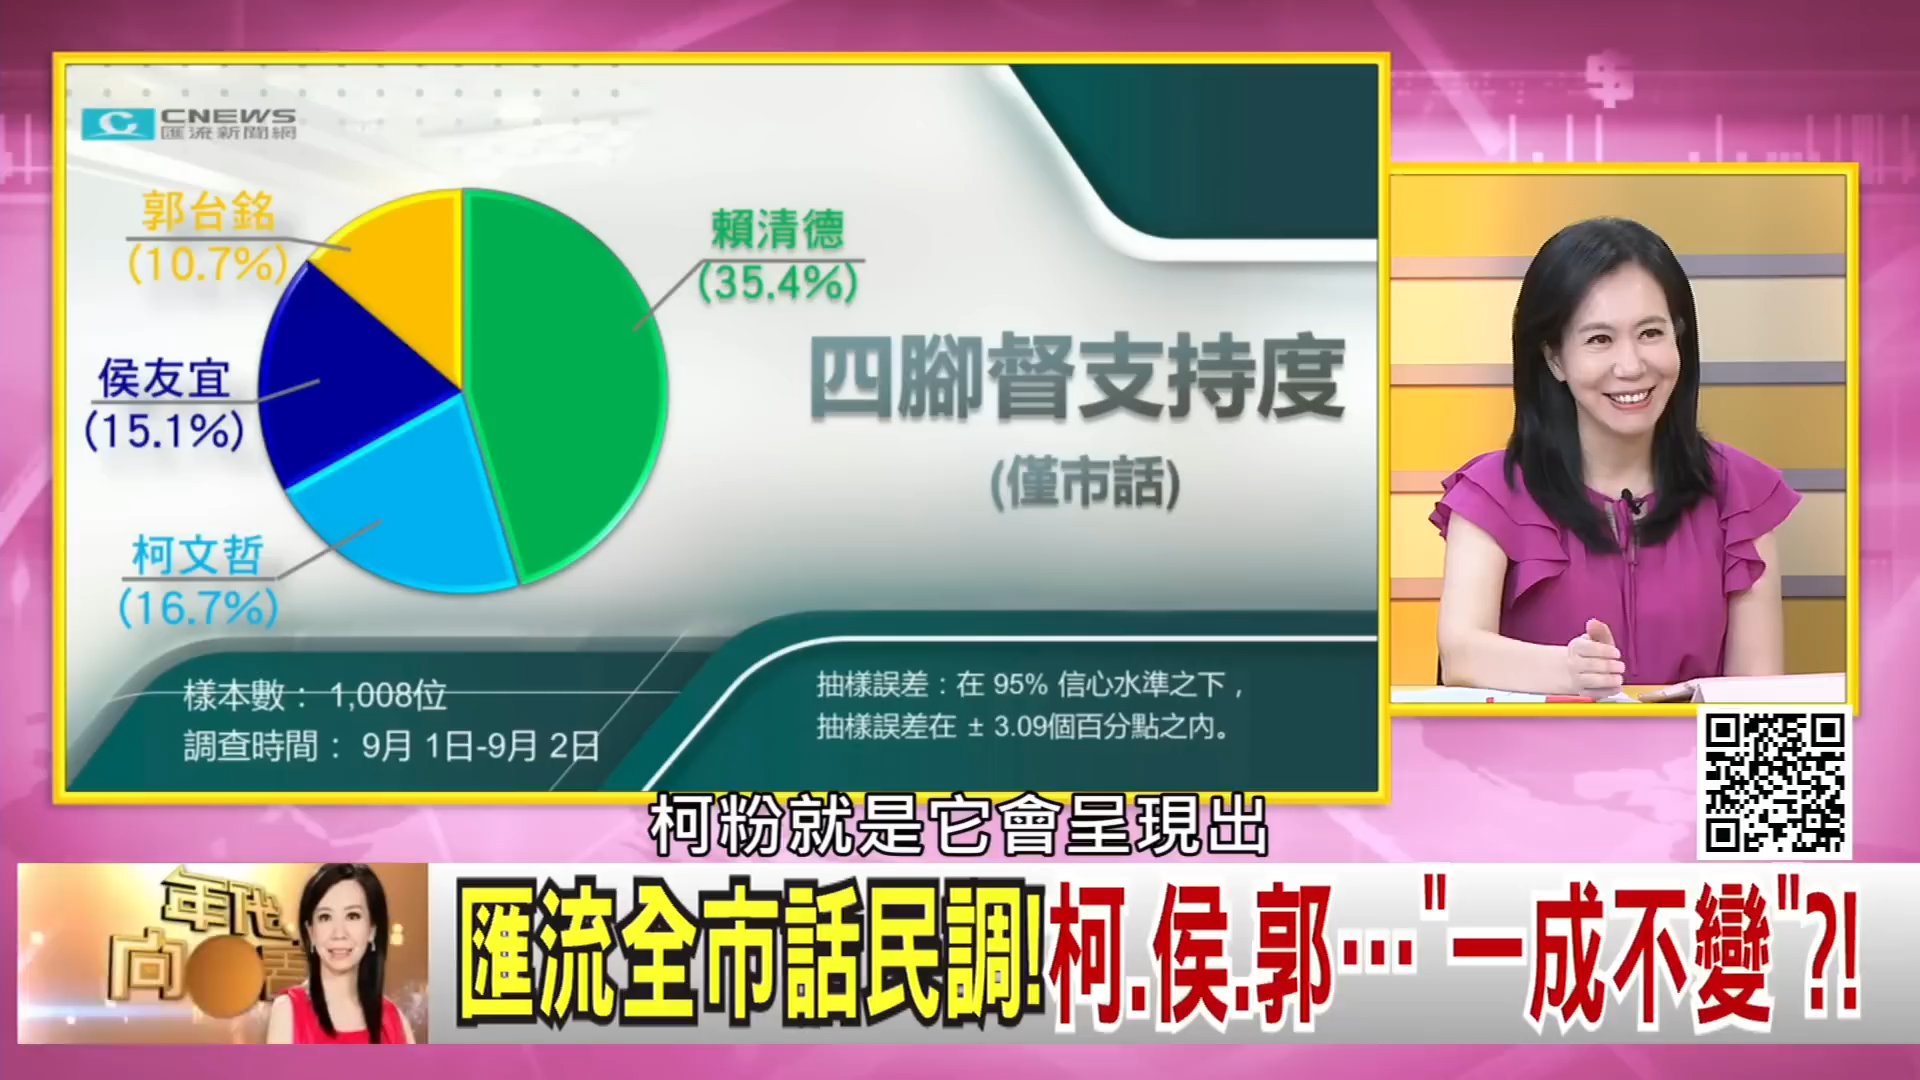 CNEWS
匯流新聞網
郭台銘
(10.7%)
賴清德
(35.4%)
侯友宜
(15.1%)
柯文哲
(16.7%)
四腳督支持度
(僅市話)
樣本數： 1,008位
調查時間： 9月 1日-9月 2日
抽樣誤差：在 95% 信心水準之下，
抽樣誤差在 ± 3.09個百分點之內。
柯粉就是它會呈現出
年代
向
匯流全市話民調!柯.侯.郭…"一成不變"?!